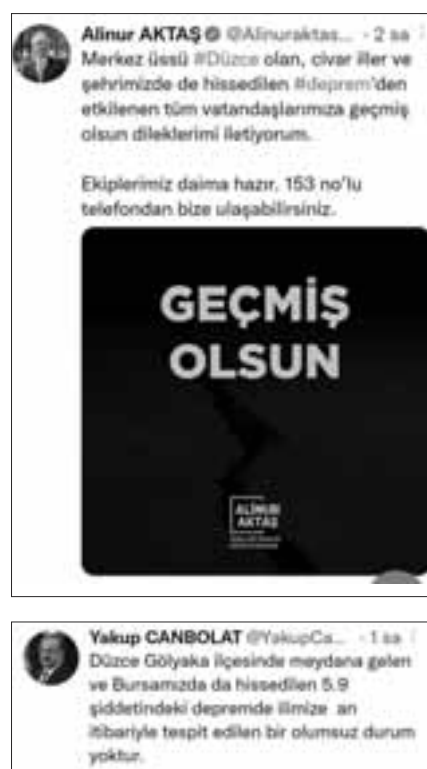 Alinur AKTAŞ @Alinuraktas... · 2 sa
Merkez üssü #Düzce olan, civar iller ve
şehrimizde de hissedilen #deprem'den
etkilenen tüm vatandaşlarımıza geçmiş
olsun dileklerimi iletiyorum.
Ekiplerimiz daima hazır. 153 no'lu
telefondan bize ulaşabilirsiniz.
GEÇMİŞ
OLSUN
ALİNUR
AKTAŞ
Yakup CANBOLAT @YakupCa... · 1 sa
Düzce Gölyaka ilçesinde meydana gelen
ve Bursamızda da hissedilen 5.9
şiddetindeki depremde ilimize an
itibariyle tespit edilen bir olumsuz durum
yoktur.